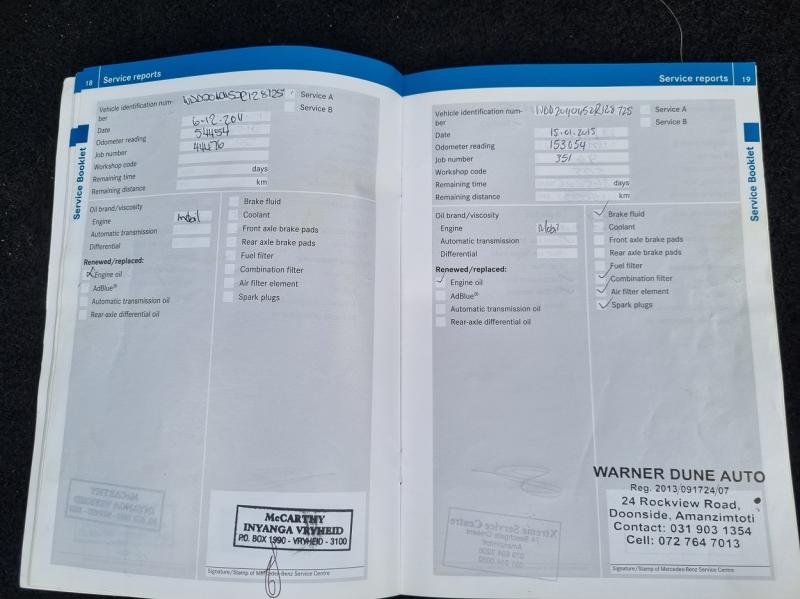 18 Service reports
Vehicle identification num- WDD2040452R128725 Service A
ber Service B
Date 6-12.2011
Odometer reading 54454
Job number 44476
Workshop code
Remaining time days
Remaining distance km
Oil brand/viscosity
Engine mobil
Automatic transmission
Differential
Renewed/replaced:
Engine oil
AdBlue®
Automatic transmission oil
Rear-axle differential oil
Brake fluid
Coolant
Front axle brake pads
Rear axle brake pads
Fuel filter
Combination filter
Air filter element
Spark plugs
McCARTHY
INYANGA VRYHEID
P.O. BOX 1990 - VRYHEID - 3100
Signature/Stamp of Mercedes-Benz Service Centre
Service Booklet
Service reports 19
Vehicle identification num- WDD2040452R128725 Service A
ber Service B
Date 15-01-2015
Odometer reading 153054
Job number 351
Workshop code
Remaining time days
Remaining distance km
Oil brand/viscosity
Engine Mobil
Automatic transmission
Differential
Renewed/replaced:
Engine oil
AdBlue®
Automatic transmission oil
Rear-axle differential oil
Brake fluid
Coolant
Front axle brake pads
Rear axle brake pads
Fuel filter
Combination filter
Air filter element
Spark plugs
Xtreme Service Centre
WARNER DUNE AUTO
Reg. 2013/091724/07
24 Rockview Road,
Doonside, Amanzimtoti
Contact: 031 903 1354
Cell: 072 764 7013
Signature/Stamp of Mercedes-Benz Service Centre
Service Booklet